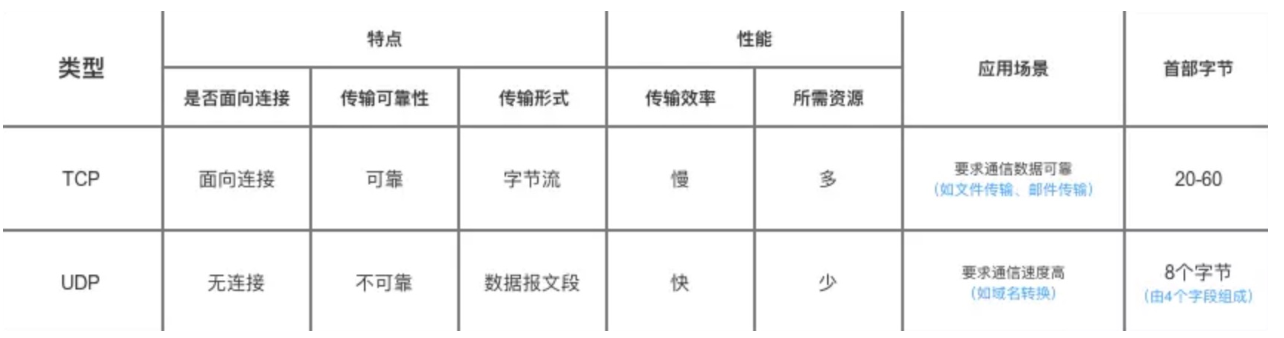 类型
特点
性能
应用场景
首部字节
是否面向连接
传输可靠性
传输形式
传输效率
所需资源
TCP
面向连接
可靠
字节流
慢
多
要求通信数据可靠
（如文件传输、邮件传输）
20-60
UDP
无连接
不可靠
数据报文段
快
少
要求通信速度高
（如域名转换）
8个字节
（由4个字段组成）